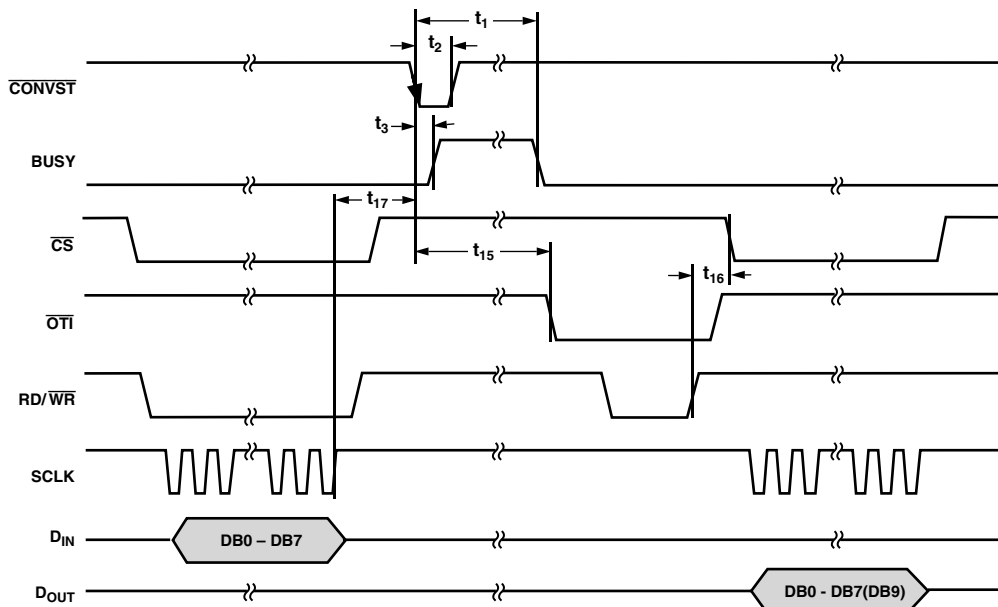 t1
t2
CONVST
t3
BUSY
t17
CS
t15
t16
OTI
RD/WR
SCLK
DIN
DB0 – DB7
DOUT
DB0 - DB7(DB9)